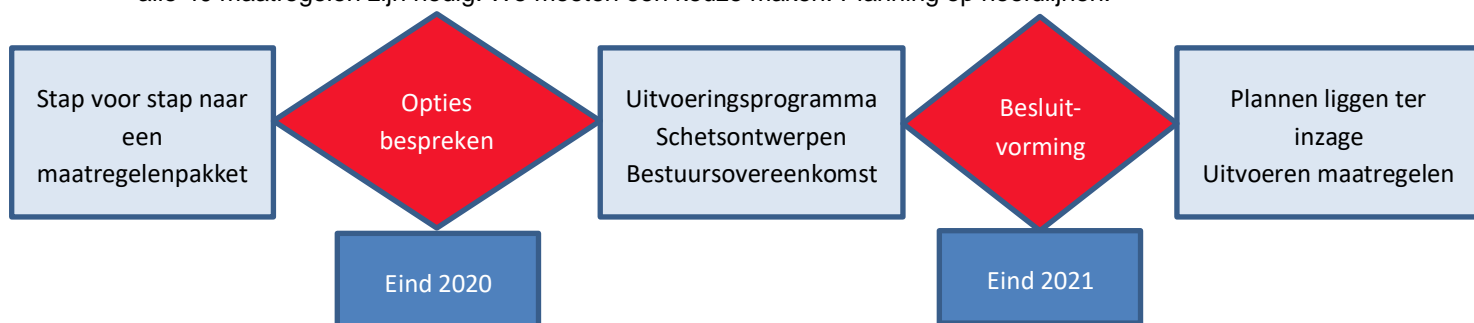 Stap voor stap naar
een
maatregelenpakket
Opties
bespreken
Eind 2020
Uitvoeringsprogramma
Schetsontwerpen
Bestuursovereenkomst
Besluit-
vorming
Eind 2021
Plannen liggen ter
inzage
Uitvoeren maatregelen